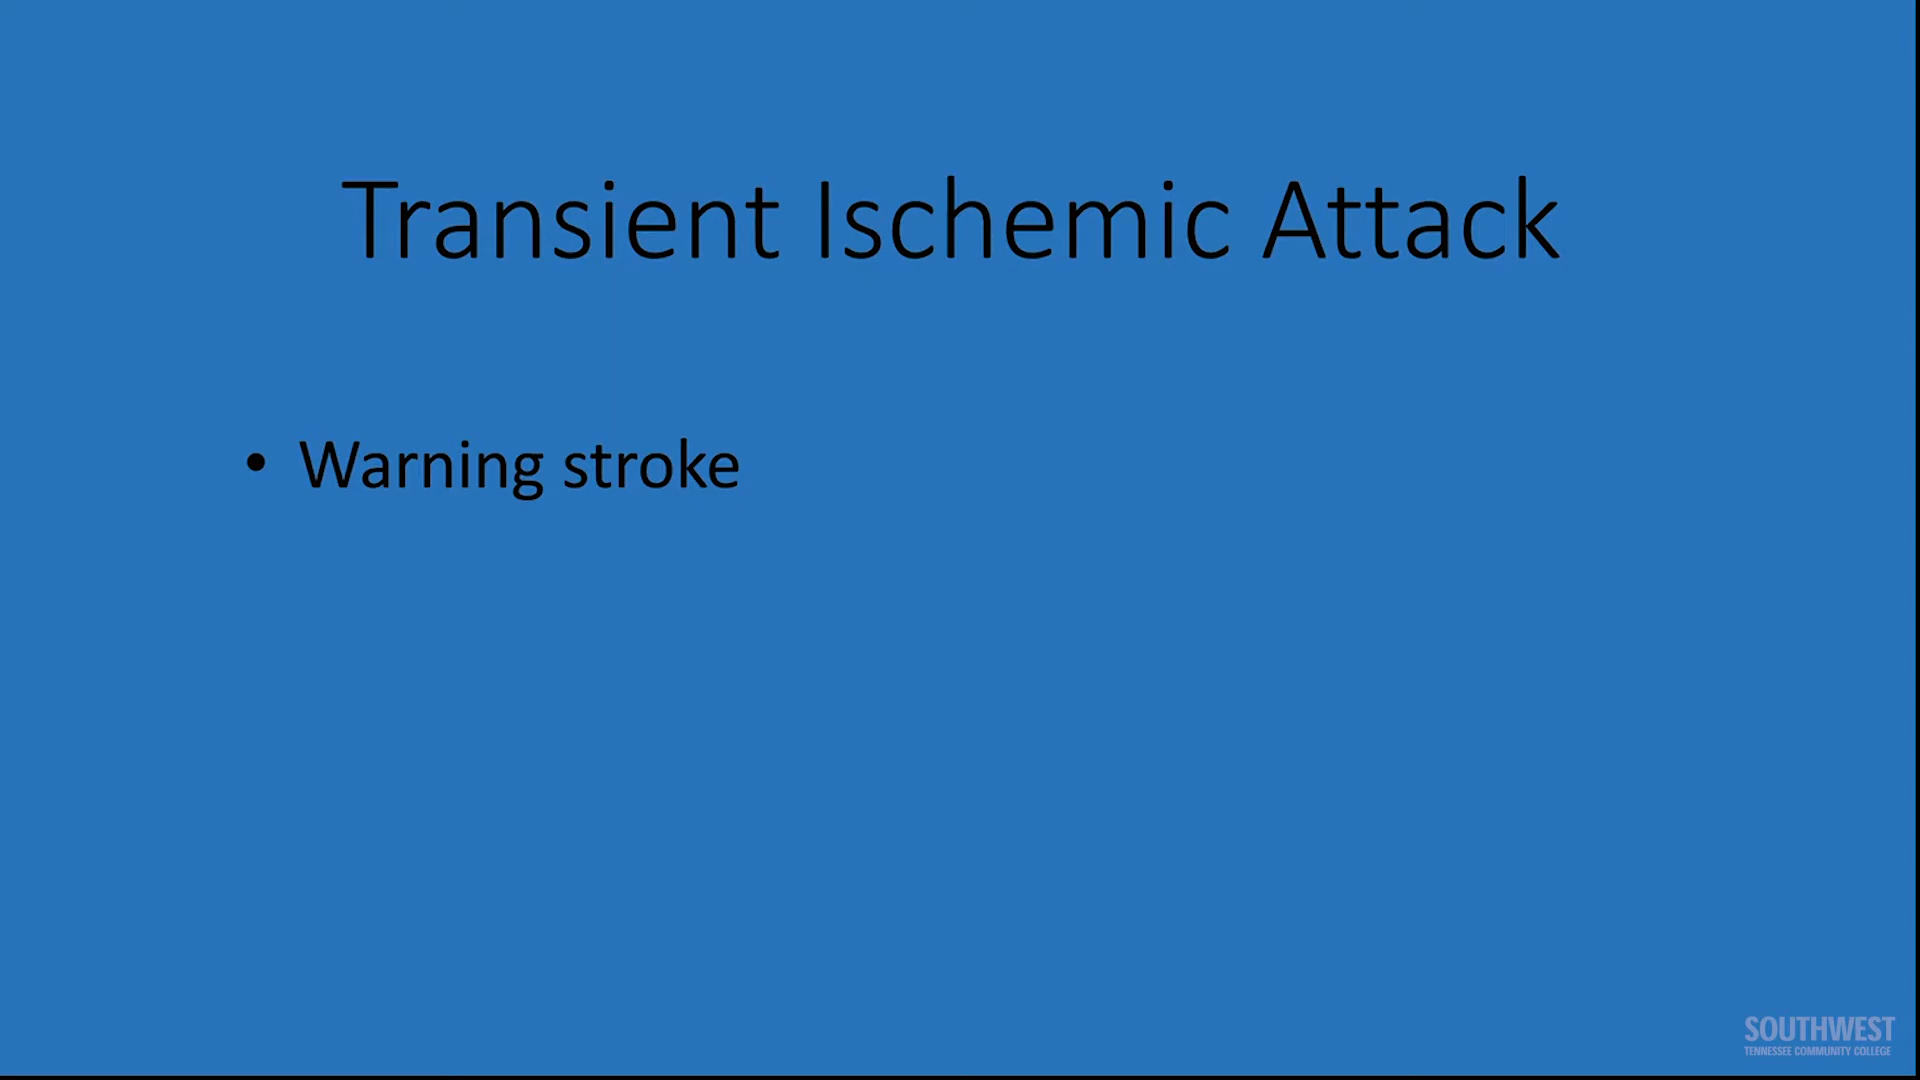 Transient Ischemic Attack
• Warning stroke
SOUTHWEST
TENNESSEE COMMUNITY COLLEGE